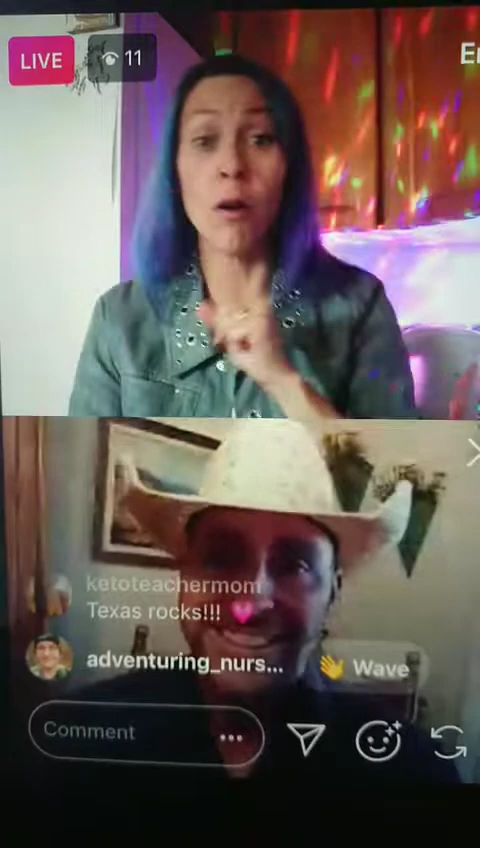 LIVE
11
ketoteachermom
Texas rocks!!!
adventuring_nurs...
Wave
Comment